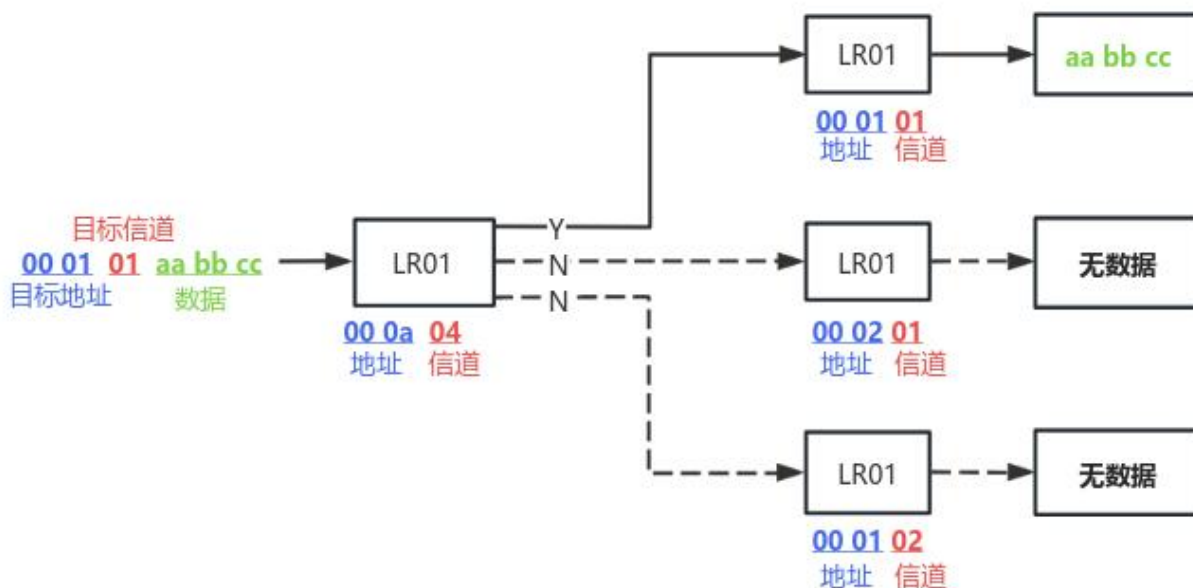 LR01
aa bb cc
00 01 01
地址 信道
目标信道
00 01 01 aa bb cc
目标地址 数据
LR01
00 0a 04
地址 信道
Y
N
N
LR01
无数据
00 02 01
地址 信道
LR01
无数据
00 01 02
地址 信道